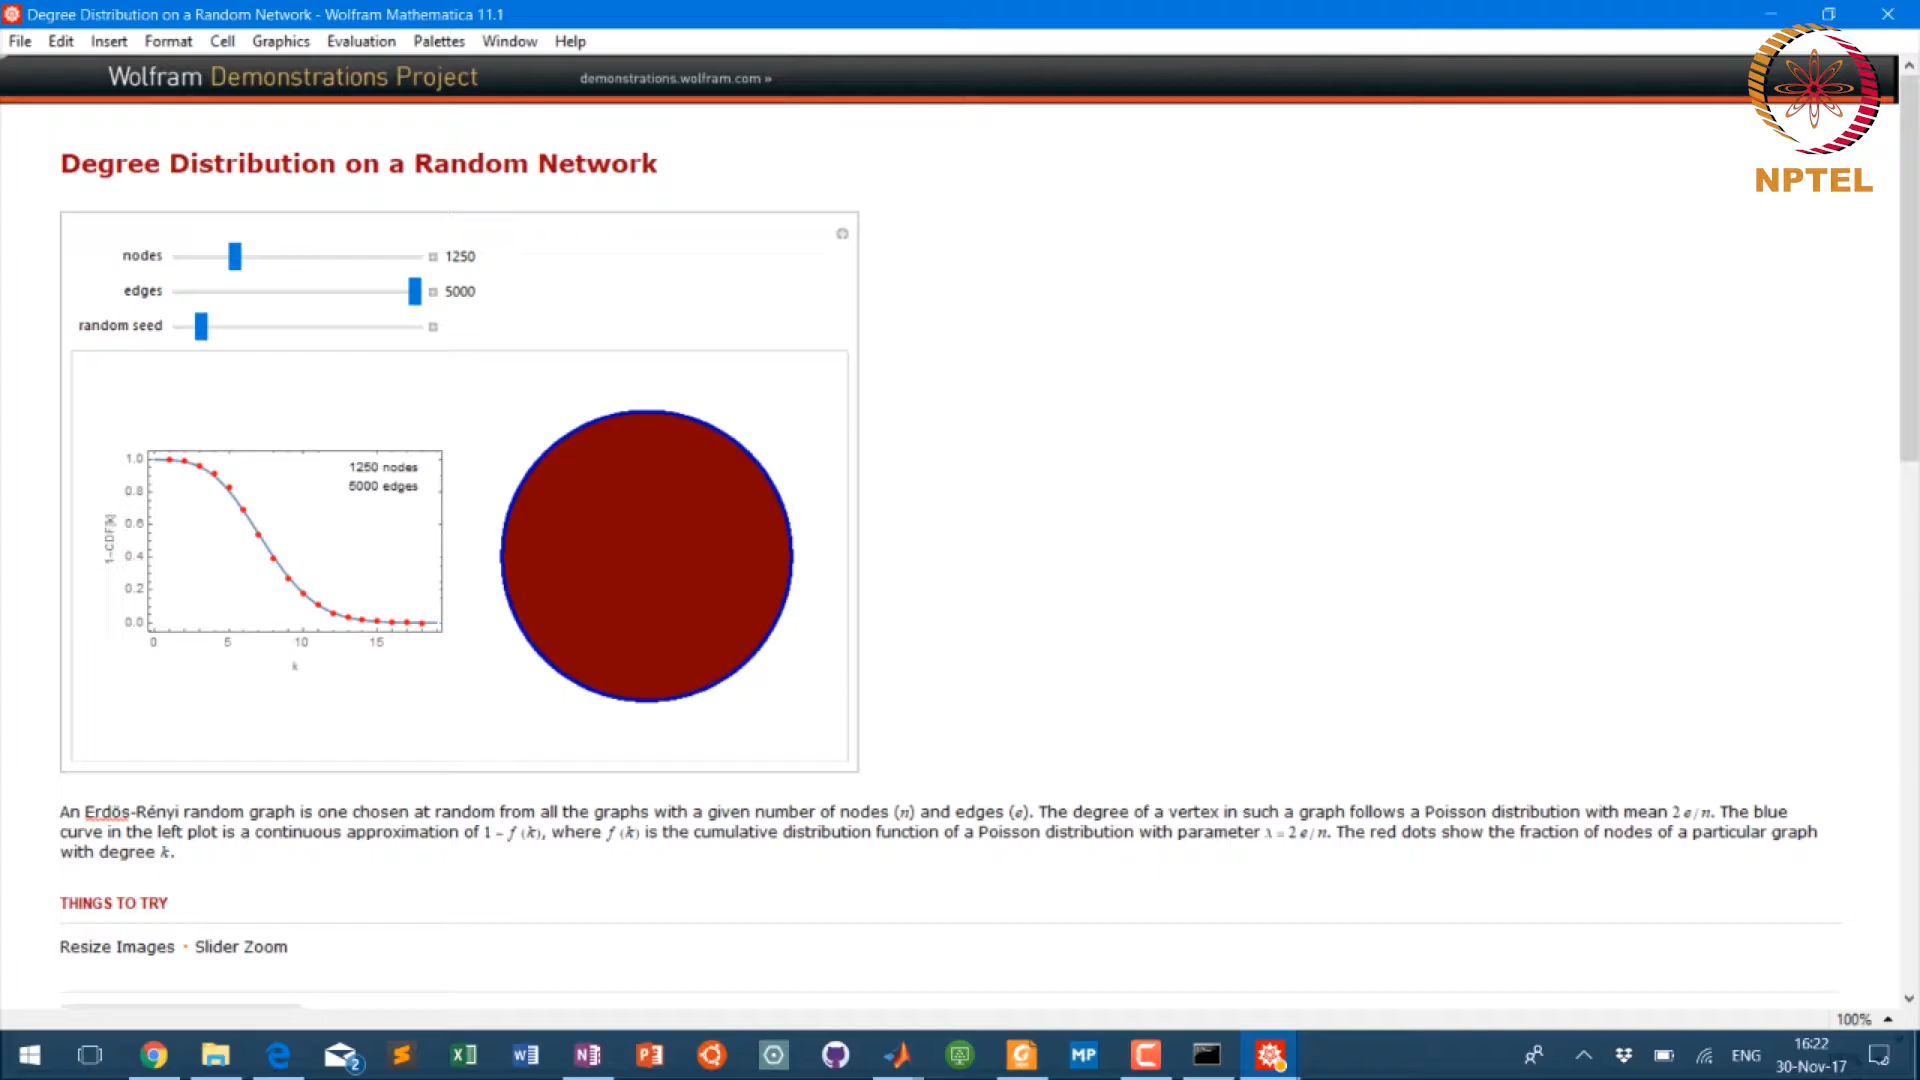 Degree Distribution on a Random Network - Wolfram Mathematica 11.1
File Edit Insert Format Cell Graphics Evaluation Palettes Window Help
Wolfram Demonstrations Project demonstrations.wolfram.com »
NPTEL
Degree Distribution on a Random Network
nodes 1250
edges 5000
random seed
1250 nodes
5000 edges
1-CDF[k]
1.0
0.8
0.6
0.4
0.2
0.0
0 5 10 15
k
An Erdös-Rényi random graph is one chosen at random from all the graphs with a given number of nodes (n) and edges (e). The degree of a vertex in such a graph follows a Poisson distribution with mean 2 e/n. The blue
curve in the left plot is a continuous approximation of 1 - f (k), where f (k) is the cumulative distribution function of a Poisson distribution with parameter λ = 2 e/n. The red dots show the fraction of nodes of a particular graph
with degree k.
THINGS TO TRY
Resize Images · Slider Zoom
100%
2
MP
ENG
16:22
30-Nov-17